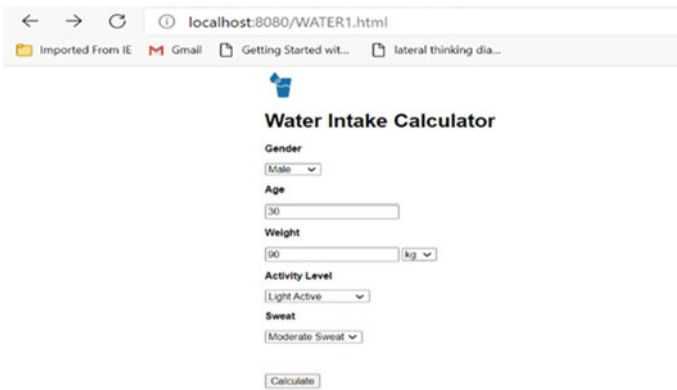 localhost:8080/WATER1.html
Imported From IE M Gmail Getting Started wit... lateral thinking dia...
Water Intake Calculator
Gender
Male
Age
30
Weight
90 kg
Activity Level
Light Active
Sweat
Moderate Sweat
Calculate